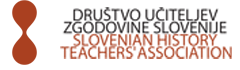 DRUŠTVO UČITELJEV
ZGODOVINE SLOVENIJE
SLOVENIAN HISTORY
TEACHERS' ASSOCIATION